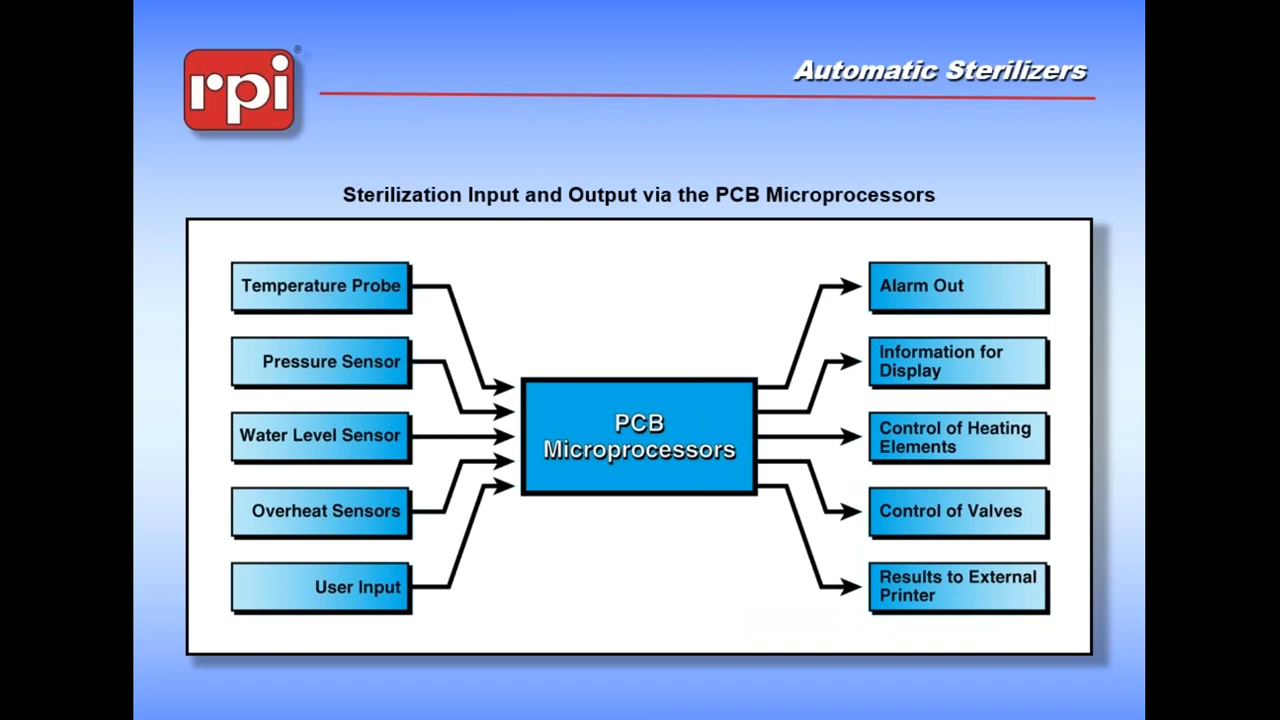 rpi
®
Automatic Sterilizers
Sterilization Input and Output via the PCB Microprocessors
Temperature Probe
Pressure Sensor
Water Level Sensor
Overheat Sensors
User Input
PCB
Microprocessors
Alarm Out
Information for
Display
Control of Heating
Elements
Control of Valves
Results to External
Printer